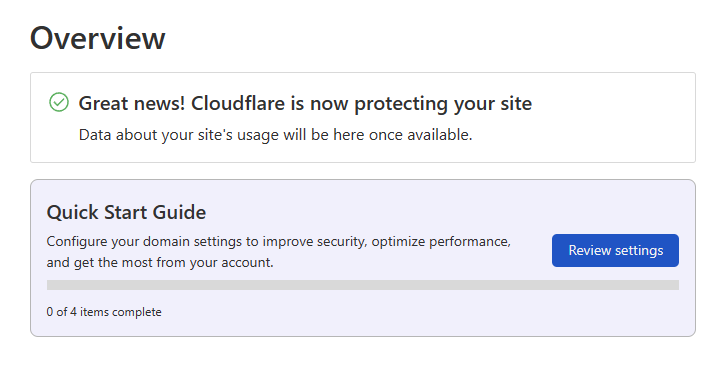 Overview
Great news! Cloudflare is now protecting your site
Data about your site's usage will be here once available.
Quick Start Guide
Configure your domain settings to improve security, optimize performance,
and get the most from your account.
Review settings
0 of 4 items complete